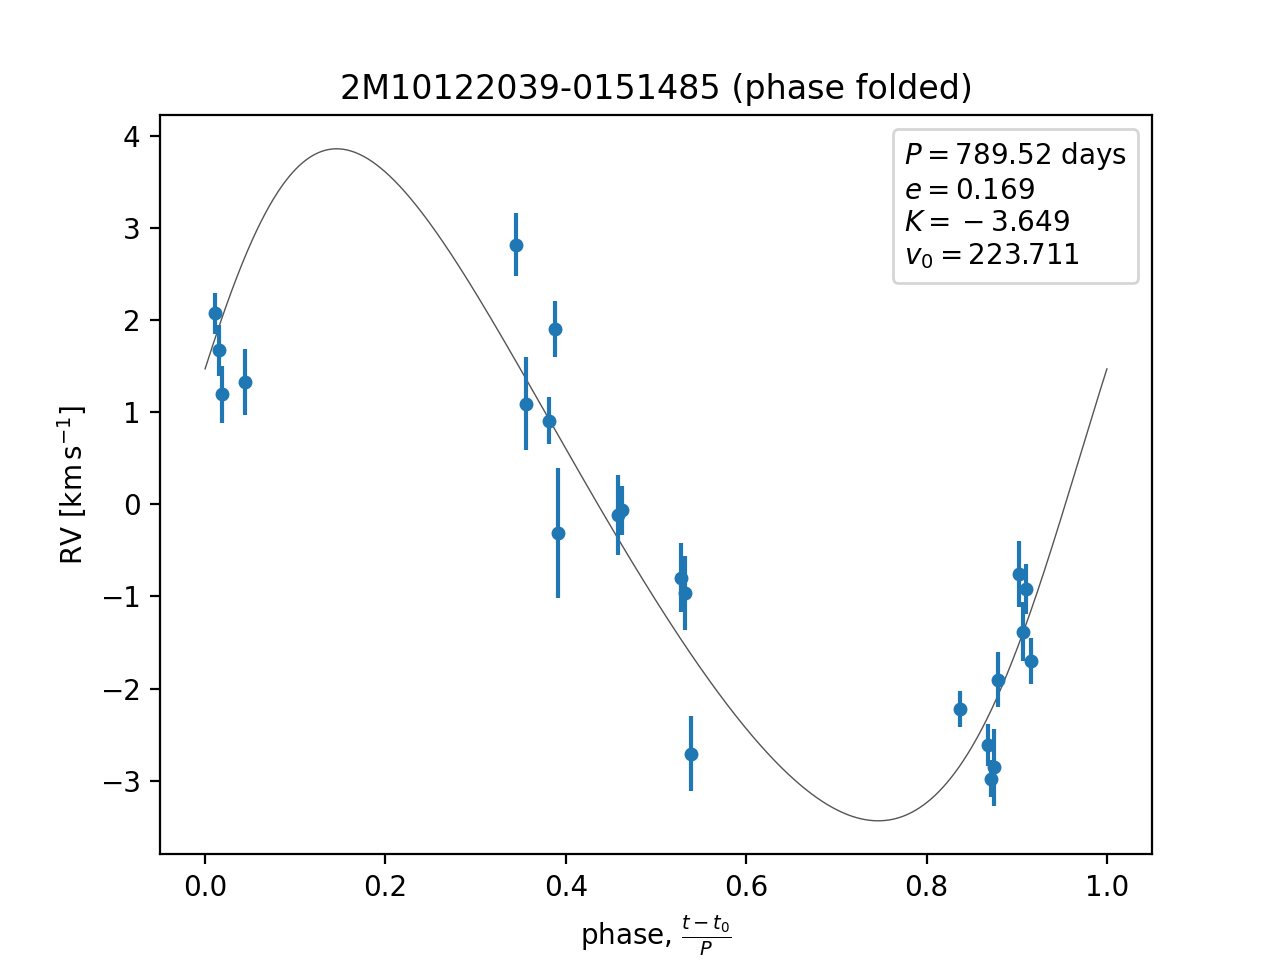 2M10122039-0151485 (phase folded)
P = 789.52 days
e = 0.169
K = −3.649
v₀ = 223.711
RV [km s⁻¹]
4
3
2
1
0
−1
−2
−3
0.0 0.2 0.4 0.6 0.8 1.0
phase, (t − t₀)/P